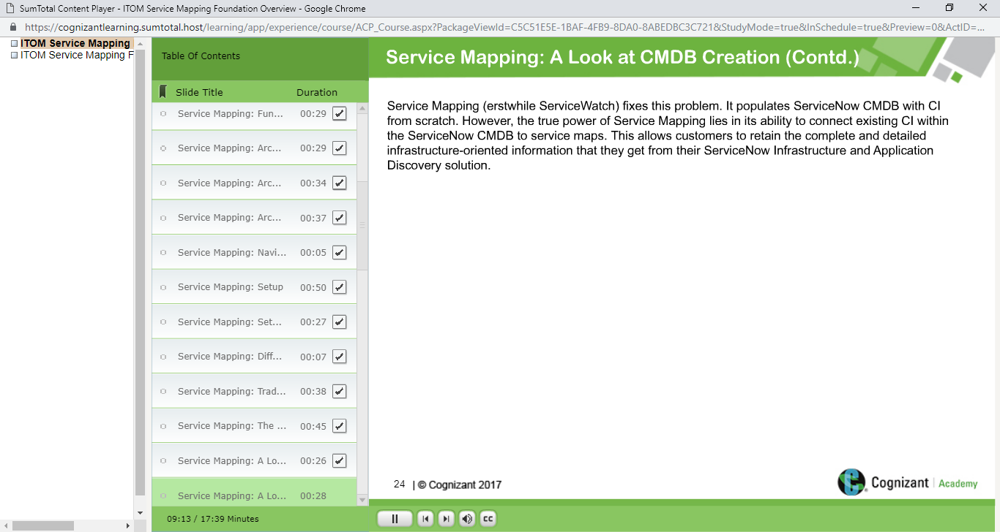 SumTotal Content Player - ITOM Service Mapping Foundation Overview - Google Chrome
https://cognizantlearning.sumtotal.host/learning/app/experience/course/ACP_Course.aspx?PackageViewId=C5C51E5E-1BAF-4FB9-8DA0-8ABEDBC3C721&StudyMode=true&InSchedule=true&Preview=0&ActID=...
ITOM Service Mapping
ITOM Service Mapping F
Table Of Contents
Slide Title Duration
Service Mapping: Fun... 00:29
Service Mapping: Arc... 00:29
Service Mapping: Arc... 00:34
Service Mapping: Arc... 00:37
Service Mapping: Navi... 00:05
Service Mapping: Setup 00:50
Service Mapping: Set... 00:27
Service Mapping: Diff... 00:07
Service Mapping: Trad... 00:38
Service Mapping: The ... 00:45
Service Mapping: A Lo... 00:26
Service Mapping: A Lo... 00:28
09:13 / 17:39 Minutes
Service Mapping: A Look at CMDB Creation (Contd.)
Service Mapping (erstwhile ServiceWatch) fixes this problem. It populates ServiceNow CMDB with CI
from scratch. However, the true power of Service Mapping lies in its ability to connect existing CI within
the ServiceNow CMDB to service maps. This allows customers to retain the complete and detailed
infrastructure-oriented information that they get from their ServiceNow Infrastructure and Application
Discovery solution.
24 | © Cognizant 2017
Cognizant | Academy
CC